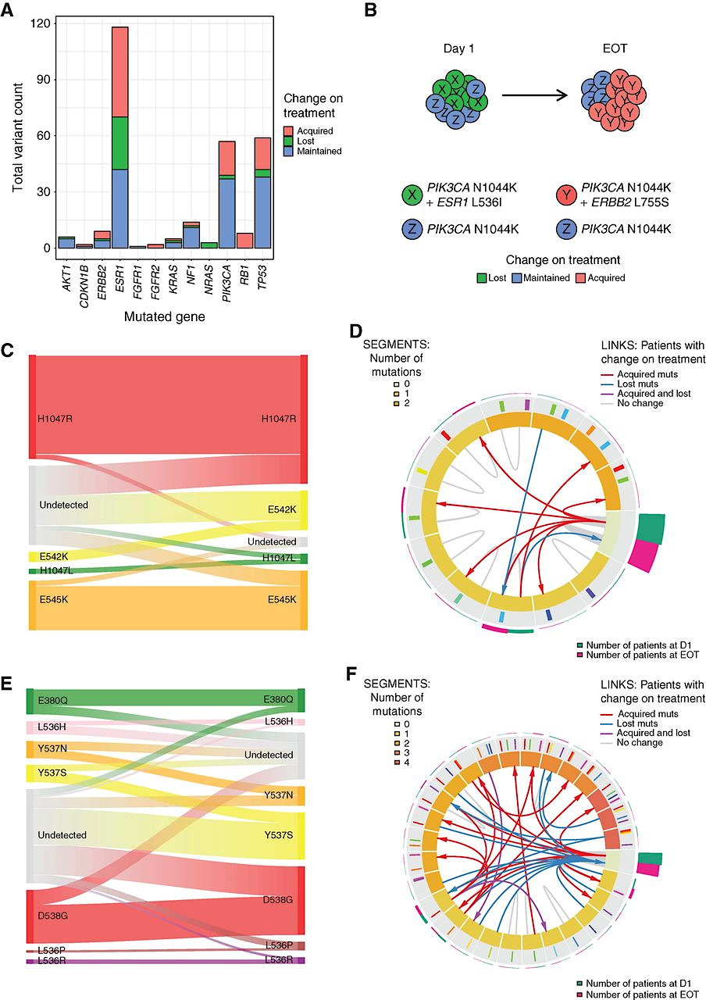 A
120
90
60
30
0
Total variant count
AKT1
CDKN1B
ERBB2
ESR1
FGFR1
FGFR2
KRAS
NF1
NRAS
PIK3CA
RB1
TP53
Mutated gene
Change on
treatment
Acquired
Lost
Maintained
B
Day 1
EOT
X
X
X
X
Z
Z
Z
Z
Z
Z
Z
Z
Y
Y
Y
Y
Y
Y
Y
Y
Y
X
PIK3CA N1044K
+ ESR1 L536I
Y
PIK3CA N1044K
+ ERBB2 L755S
Z
PIK3CA N1044K
Z
PIK3CA N1044K
Change on treatment
Lost
Maintained
Acquired
C
H1047R
H1047R
Undetected
E542K
Undetected
E542K
H1047L
H1047L
E545K
E545K
D
SEGMENTS:
Number of
mutations
0
1
2
LINKS: Patients with
change on treatment
Acquired muts
Lost muts
Acquired and lost
No change
Number of patients at D1
Number of patients at EOT
E
E380Q
E380Q
L536H
L536H
Y537N
Undetected
Y537S
Y537N
Undetected
Y537S
D538G
D538G
L536P
L536P
L536R
L536R
F
SEGMENTS:
Number of
mutations
0
1
2
3
4
LINKS: Patients with
change on treatment
Acquired muts
Lost muts
Acquired and lost
No change
Number of patients at D1
Number of patients at EOT